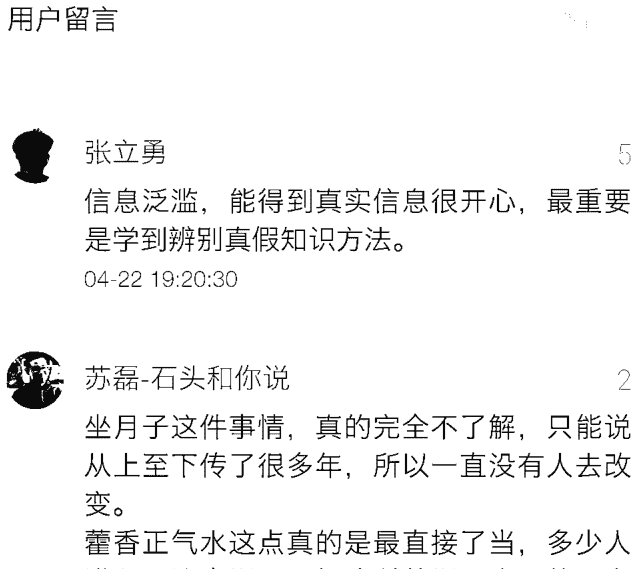 用户留言
张立勇
5
信息泛滥，能得到真实信息很开心，最重要
是学到辨别真假知识方法。
04-22 19:20:30
苏磊-石头和你说
2
坐月子这件事情，真的完全不了解，只能说
从上至下传了很多年，所以一直没有人去改
变。
藿香正气水这点真的是最直接了当，多少人